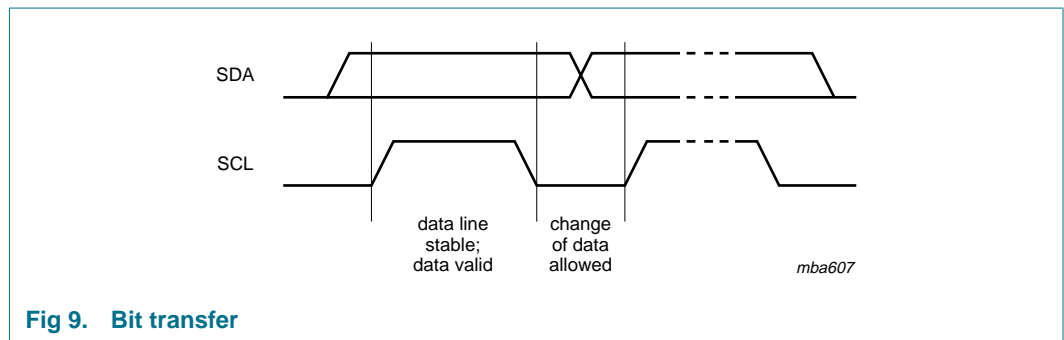 SDA
SCL
data line
stable;
data valid
change
of data
allowed
mba607
Fig 9. Bit transfer